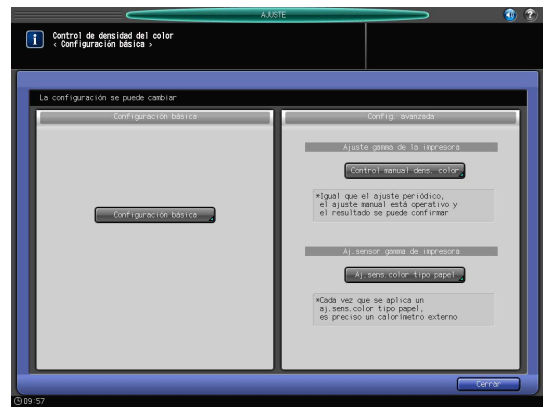 AJUSTE
Control de densidad del color
< Configuración básica >
La configuración se puede cambiar
Configuración básica
Configuración básica
Config. avanzada
Ajuste gamma de la impresora
Control manual dens. color
*Igual que el ajuste periódico,
el ajuste manual está operativo y
el resultado se puede confirmar
Aj.sensor gamma de impresora
Aj.sens.color tipo papel
*Cada vez que se aplica un
aj.sens.color tipo papel,
es preciso un calorímetro externo
Cerrar
09:57